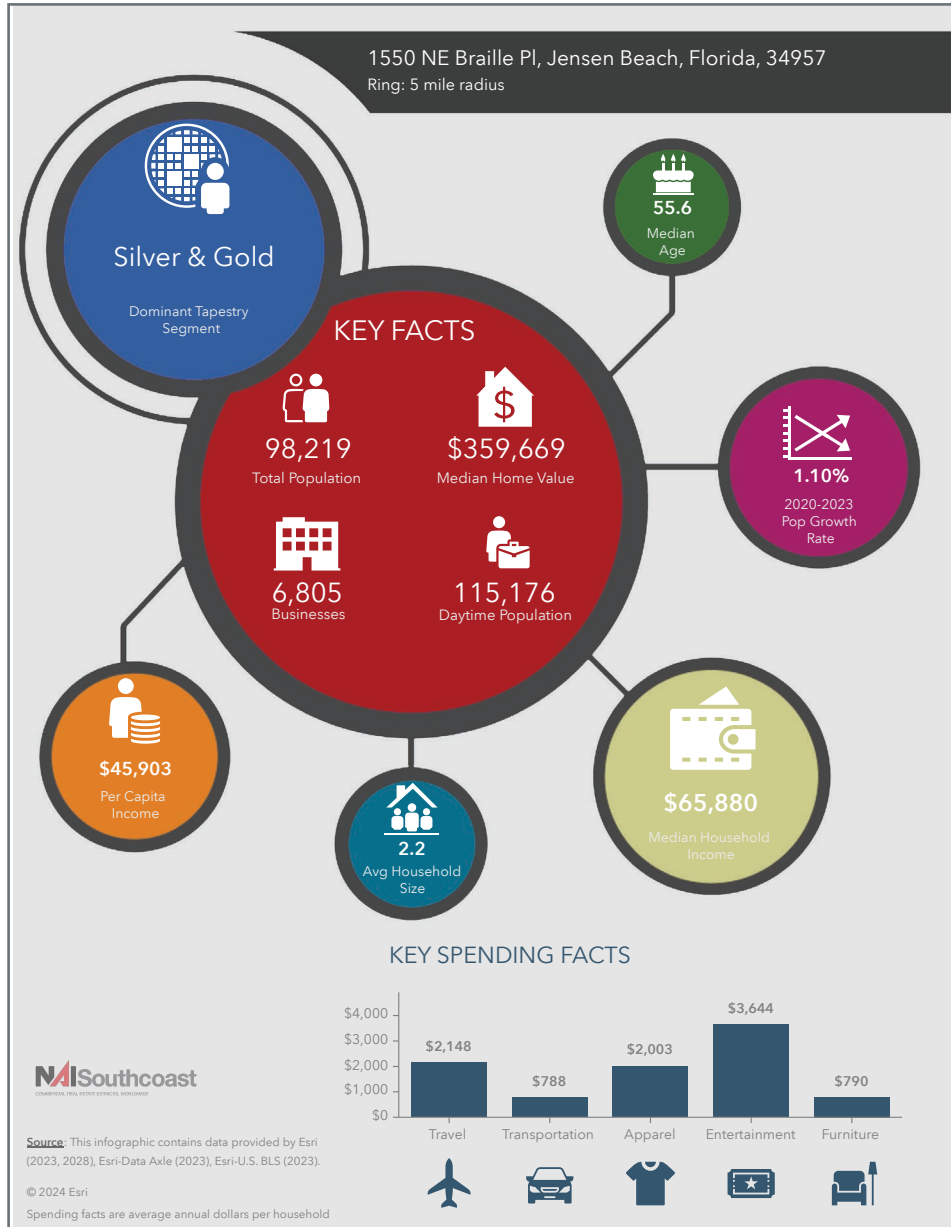 1550 NE Braille Pl, Jensen Beach, Florida, 34957
Ring: 5 mile radius
Silver & Gold
Dominant Tapestry
Segment
55.6
Median
Age
KEY FACTS
98,219
Total Population
$359,669
Median Home Value
6,805
Businesses
115,176
Daytime Population
1.10%
2020-2023
Pop Growth
Rate
$45,903
Per Capita
Income
2.2
Avg Household
Size
$65,880
Median Household
Income
KEY SPENDING FACTS
$4,000
$3,000
$2,000
$1,000
$0
$2,148
$788
$2,003
$3,644
$790
Travel
Transportation
Apparel
Entertainment
Furniture
NAISouthcoast
COMMERCIAL REAL ESTATE SERVICES, WORLDWIDE
Source: This infographic contains data provided by Esri
(2023, 2028), Esri-Data Axle (2023), Esri-U.S. BLS (2023).
© 2024 Esri
Spending facts are average annual dollars per household